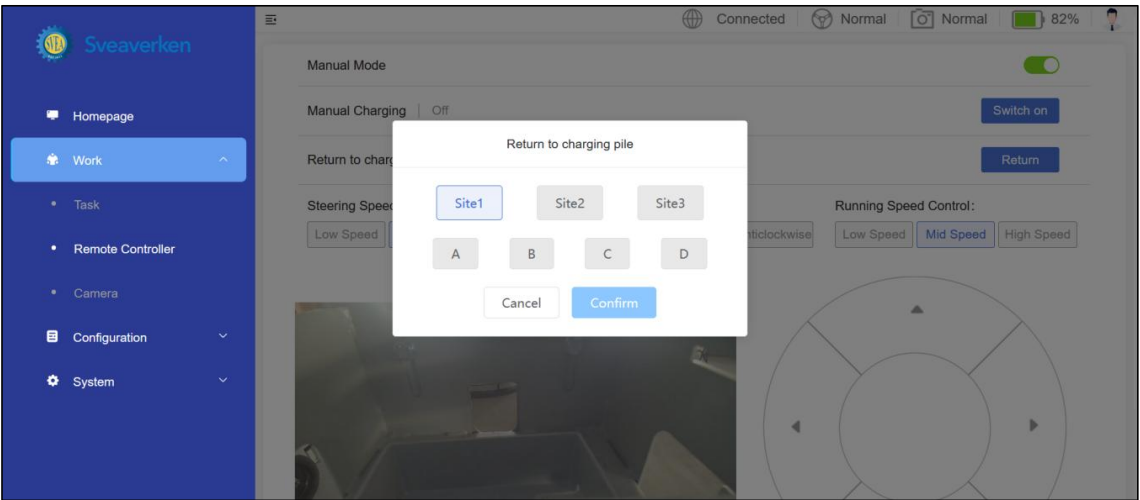 Connected Normal Normal 82%
SVEA Sveaverken
Manual Mode
Homepage
Manual Charging Off Switch on
Return to charging pile
Work
Return to charg Return
Site1 Site2 Site3
Task
Steering Speed Running Speed Control:
Low Speed nticlockwise Low Speed Mid Speed High Speed
Remote Controller
A B C D
Camera
Cancel Confirm
Configuration
System